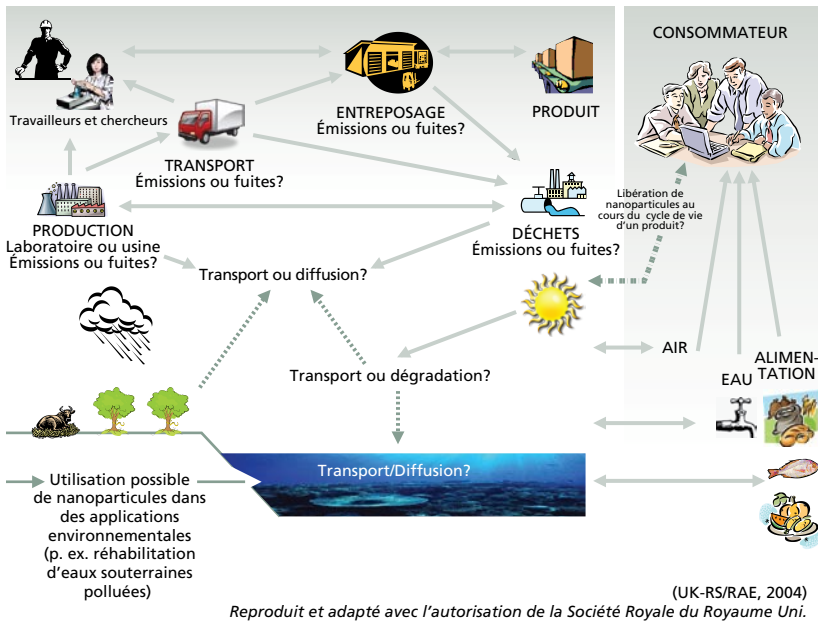 CONSOMMATEUR
Travailleurs et chercheurs
ENTREPOSAGE
Émissions ou fuites?
PRODUIT
TRANSPORT
Émissions ou fuites?
PRODUCTION
Laboratoire ou usine
Émissions ou fuites?
DÉCHETS
Émissions ou fuites?
Libération de
nanoparticules au
cours du cycle de vie
d'un produit?
Transport ou diffusion?
Transport ou dégradation?
AIR
EAU
ALIMEN-
TATION
Transport/Diffusion?
Utilisation possible
de nanoparticules dans
des applications
environnementales
(p. ex. réhabilitation
d'eaux souterraines
polluées)
(UK-RS/RAE, 2004)
Reproduit et adapté avec l'autorisation de la Société Royale du Royaume Uni.